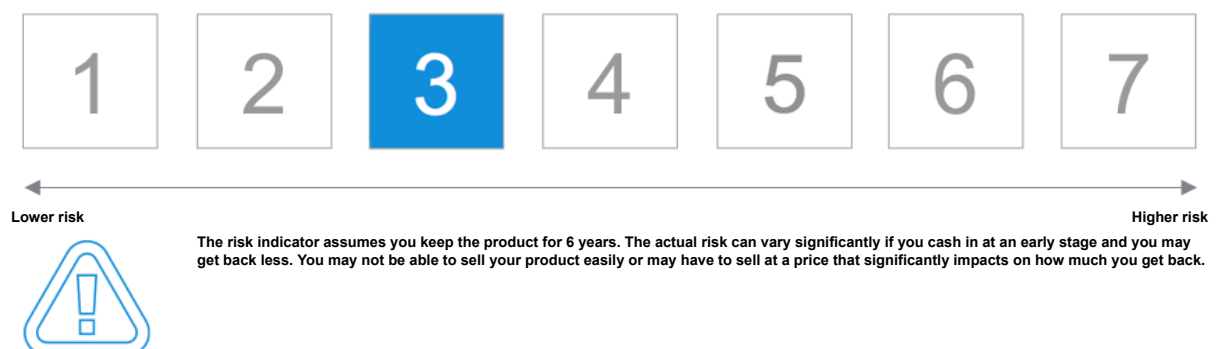 1 2 3 4 5 6 7
Lower risk Higher risk
The risk indicator assumes you keep the product for 6 years. The actual risk can vary significantly if you cash in at an early stage and you may
get back less. You may not be able to sell your product easily or may have to sell at a price that significantly impacts on how much you get back.